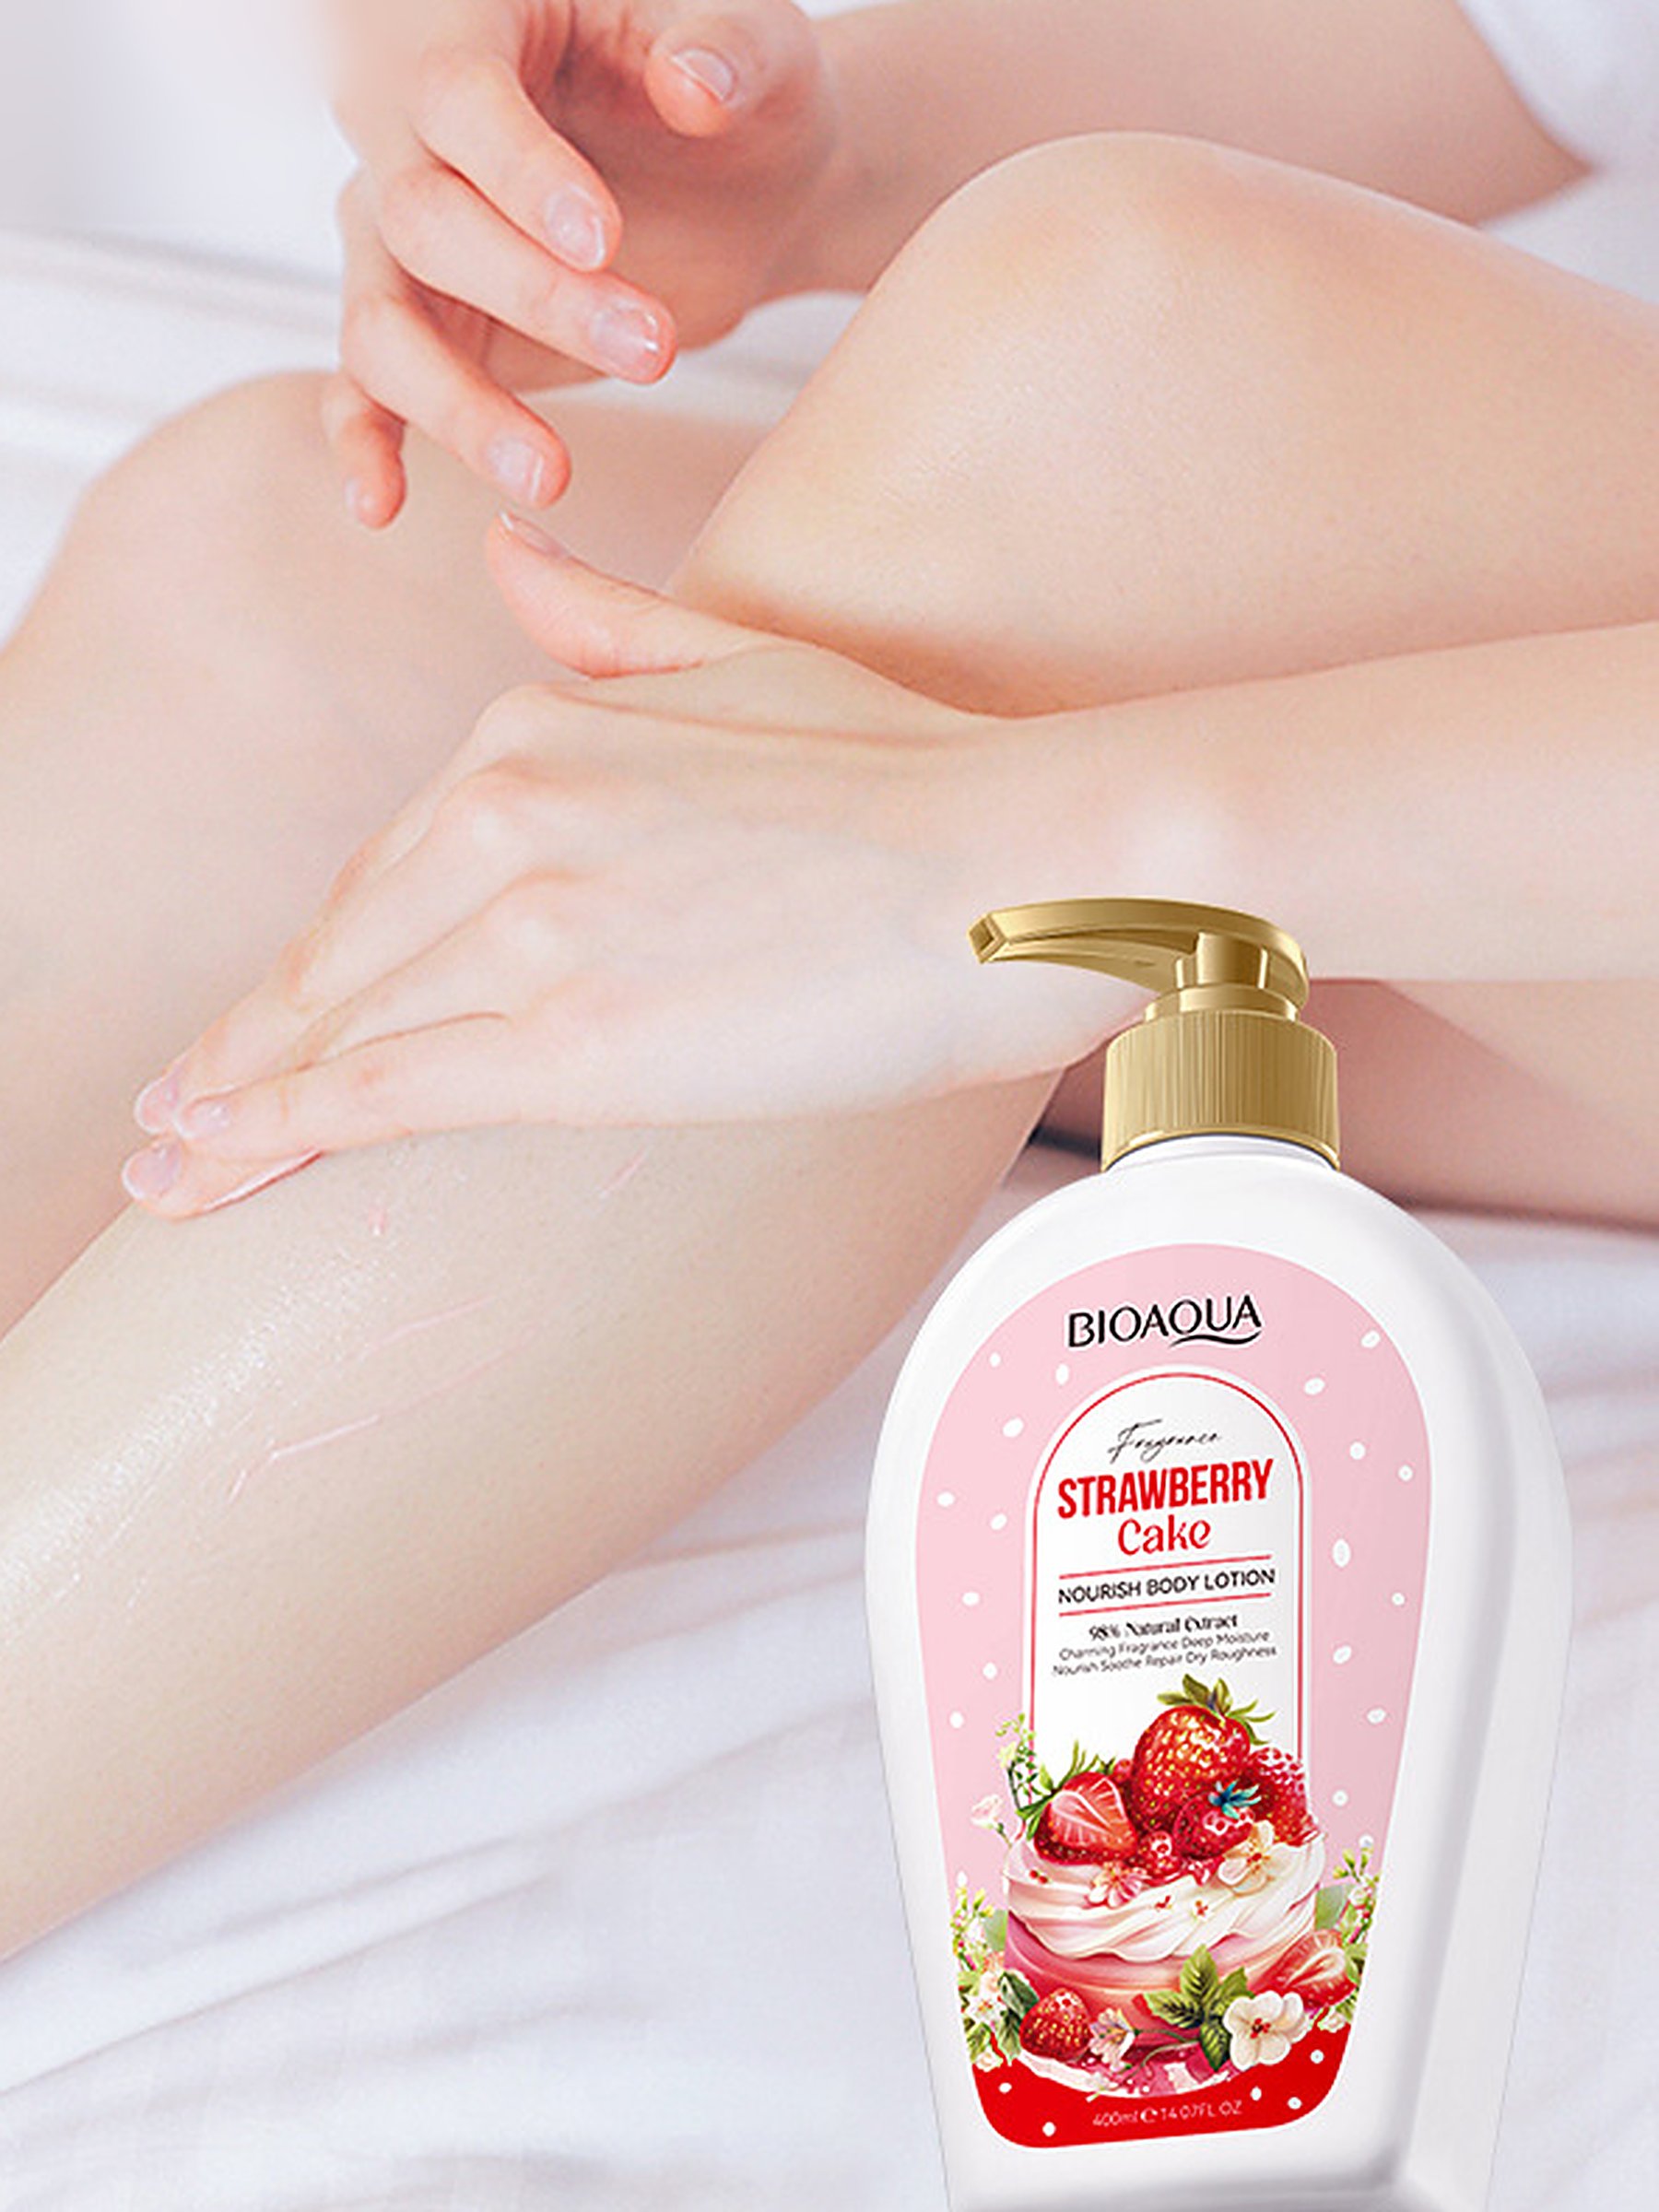 BIOAQUA
Fragrance
STRAWBERRY
Cake
NOURISH BODY LOTION
98% Natural Extract
Charming Fragrance Deep Moisture
Nourish Soothe Repair Dry Roughness
400ml ℮ 14.07FL.OZ